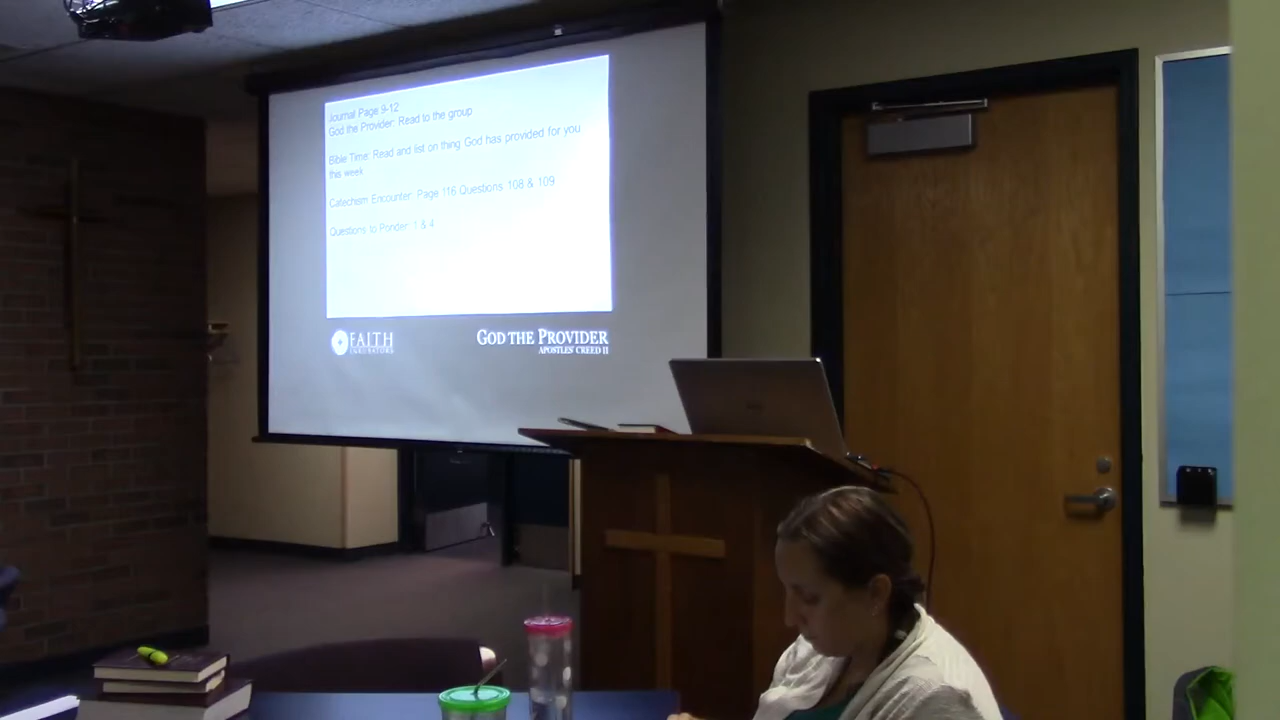 Journal Page 9-12
God the Provider: Read to the group
Bible Time: Read and list on thing God has provided for you
this week
Catechism Encounter: Page 116 Questions 108 & 109
Questions to Ponder: 1 & 4
FAITH
INKUBATORS
GOD THE PROVIDER
APOSTLES' CREED II